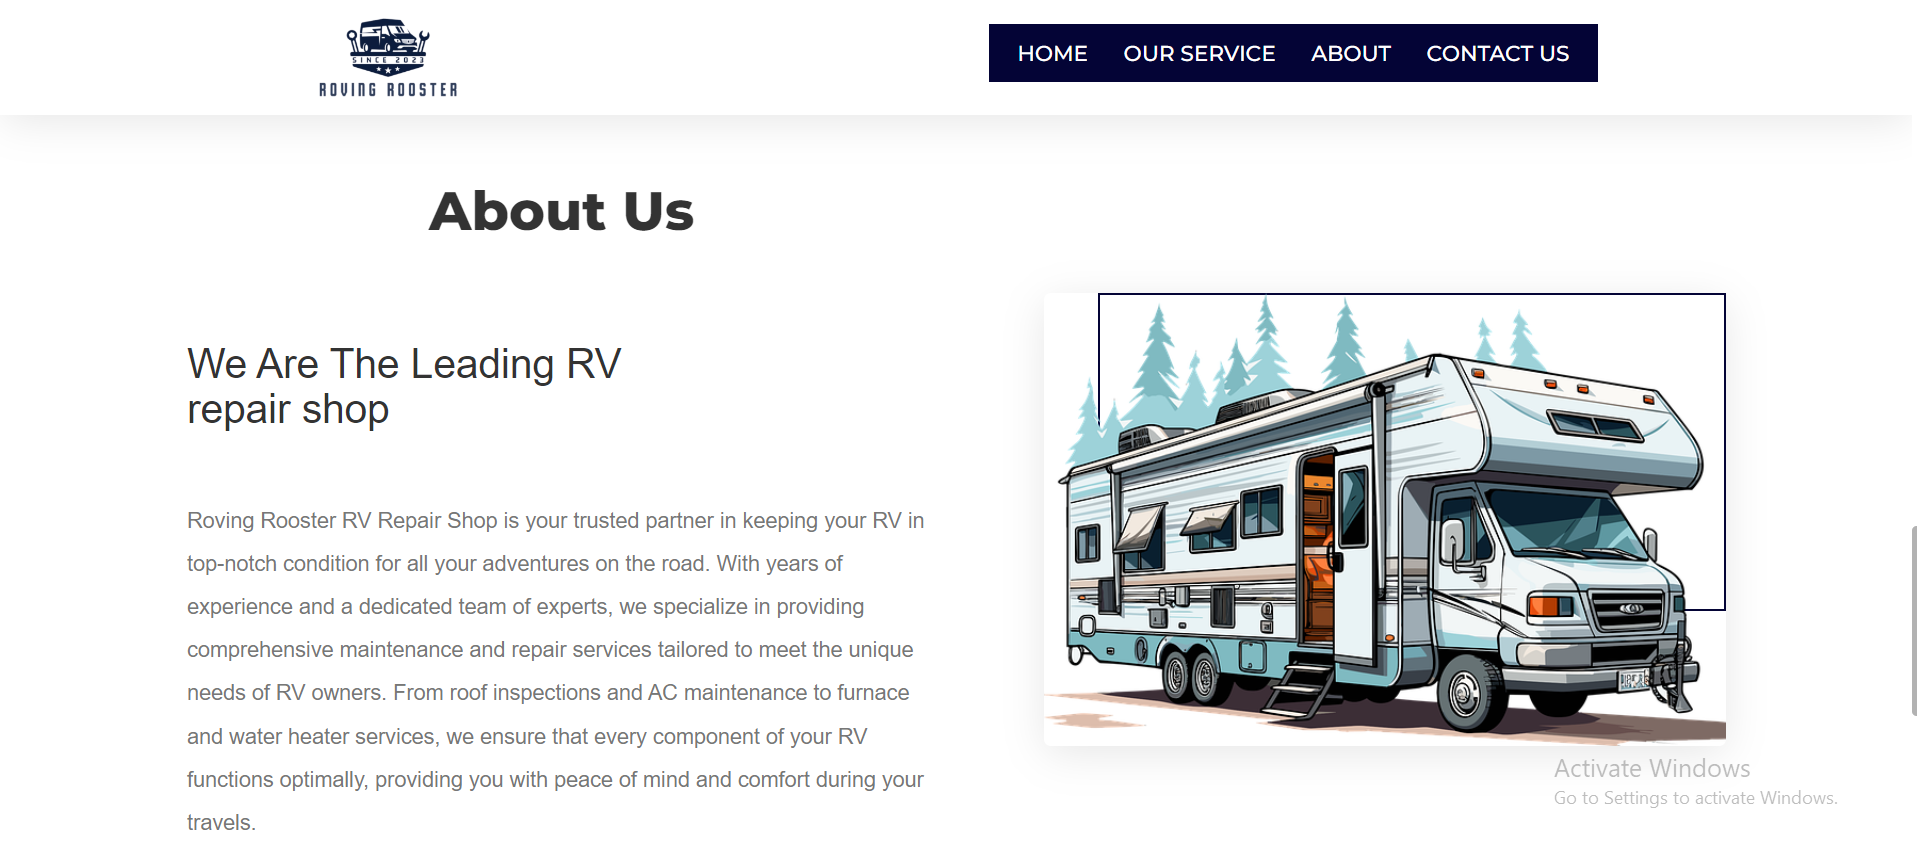 SINCE 2023
ROVING ROOSTER
HOME OUR SERVICE ABOUT CONTACT US
About Us
We Are The Leading RV
repair shop
Roving Rooster RV Repair Shop is your trusted partner in keeping your RV in
top-notch condition for all your adventures on the road. With years of
experience and a dedicated team of experts, we specialize in providing
comprehensive maintenance and repair services tailored to meet the unique
needs of RV owners. From roof inspections and AC maintenance to furnace
and water heater services, we ensure that every component of your RV
functions optimally, providing you with peace of mind and comfort during your
travels.
Activate Windows
Go to Settings to activate Windows.